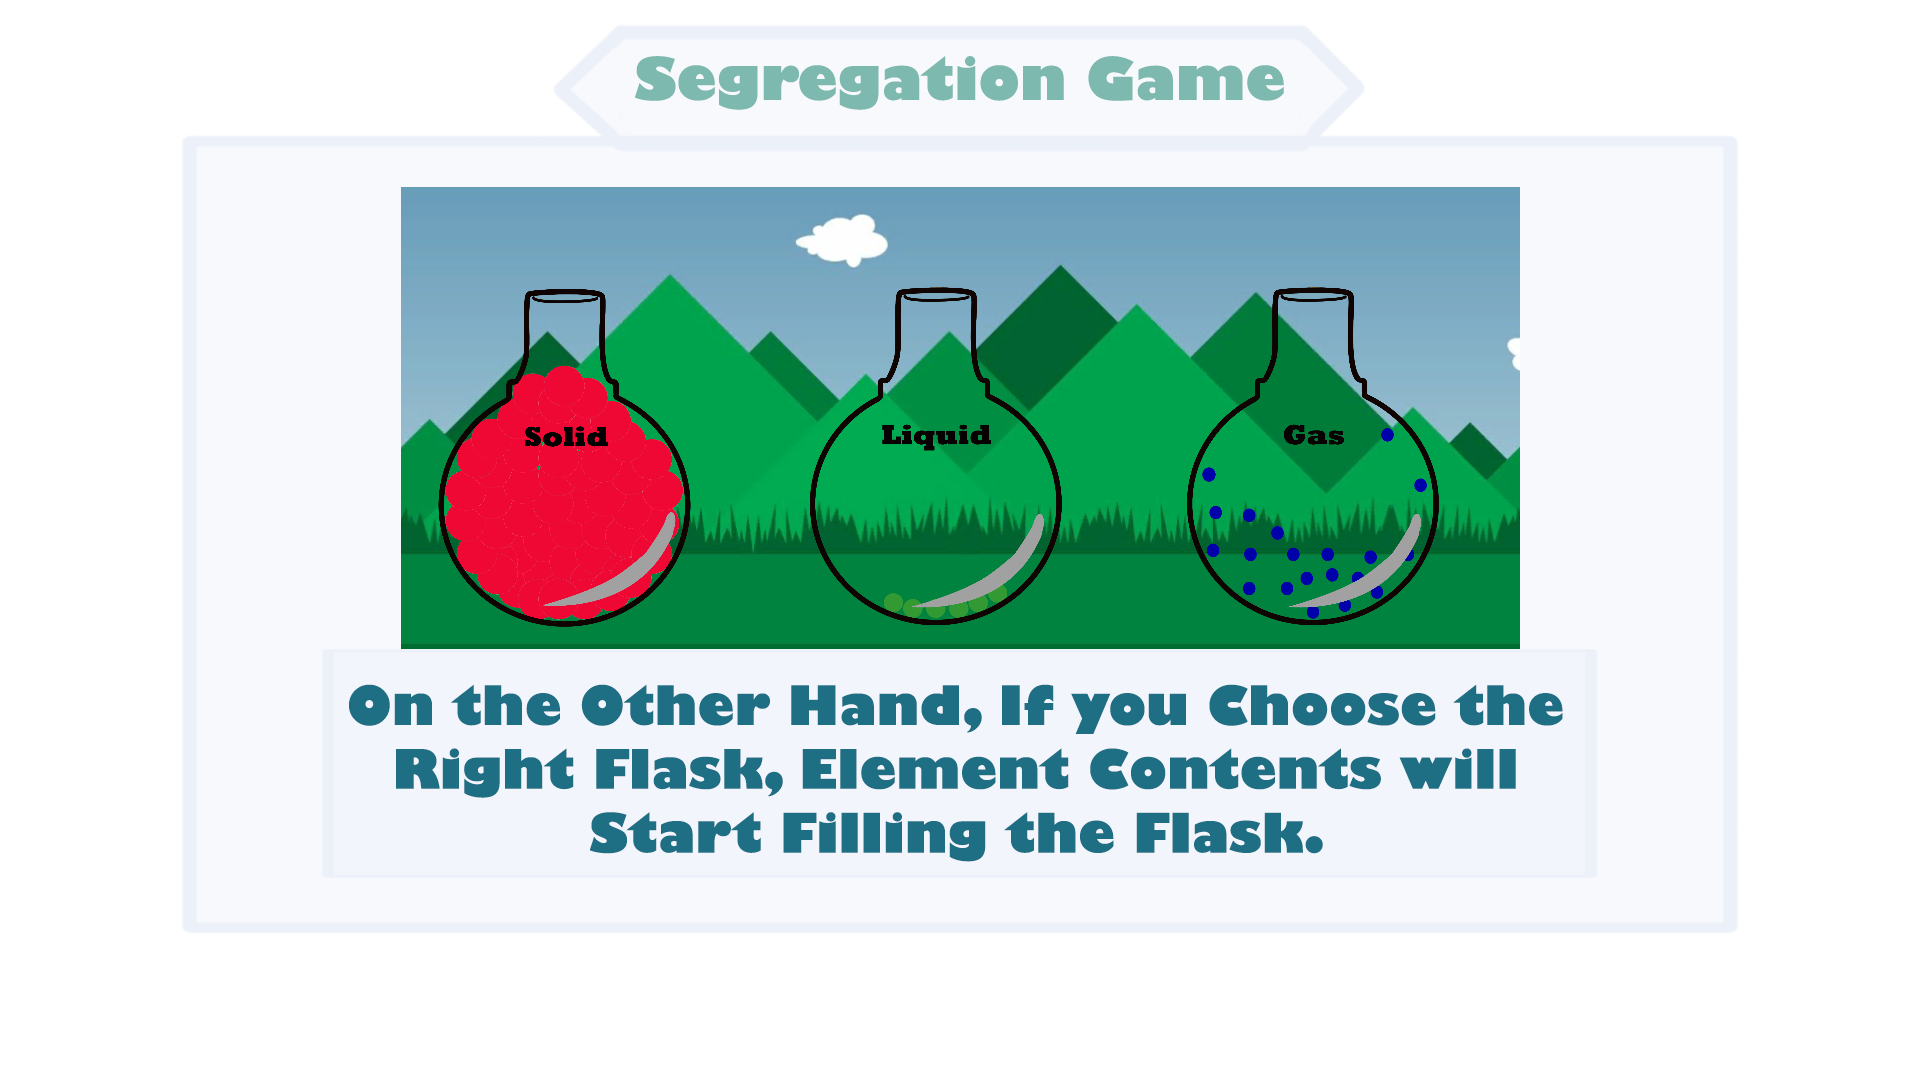 Segregation Game
Solid
Liquid
Gas
On the Other Hand, If you Choose the
Right Flask, Element Contents will
Start Filling the Flask.